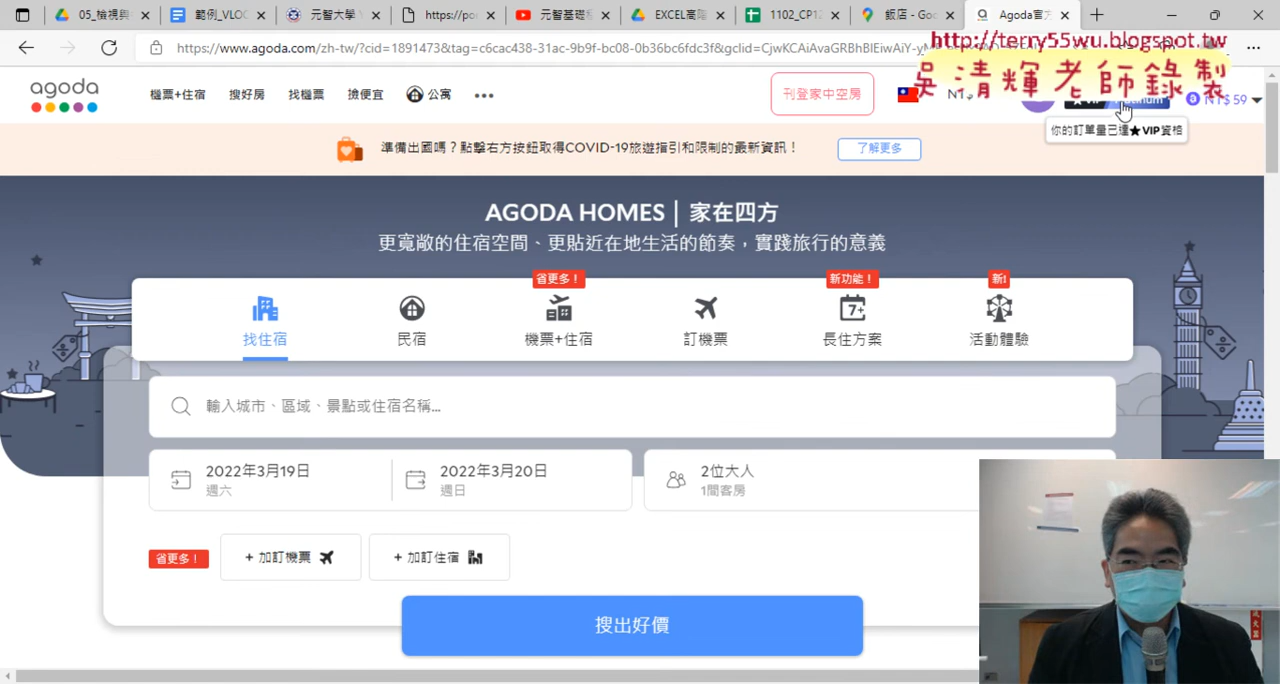 05_檢視與
範例_VLOC
元智大學
https://po
元智基礎程
EXCEL高階
1102_CP12
飯店 - Goo
Agoda官方
https://www.agoda.com/zh-tw/?cid=1891473&tag=c6cac438-31ac-9b9f-bc08-0b36bc6fdc3f&gclid=CjwKCAiAvaGRBhBlEiwAiY-yM
http://terry55wu.blogspot.tw
吳清輝老師錄製
agoda
機票+住宿
搜好房
找機票
撿便宜
公寓
刊登家中空房
NT$
VIP
NT$ 59
你的訂單量已達★VIP資格
準備出國嗎？點擊右方按鈕取得COVID-19旅遊指引和限制的最新資訊！
了解更多
AGODA HOMES | 家在四方
更寬敞的住宿空間、更貼近在地生活的節奏，實踐旅行的意義
省更多！
新功能！
新!
找住宿
民宿
機票+住宿
訂機票
長住方案
活動體驗
輸入城市、區域、景點或住宿名稱...
2022年3月19日
週六
2022年3月20日
週日
2位大人
1間客房
省更多！
+ 加訂機票
+ 加訂住宿
搜出好價